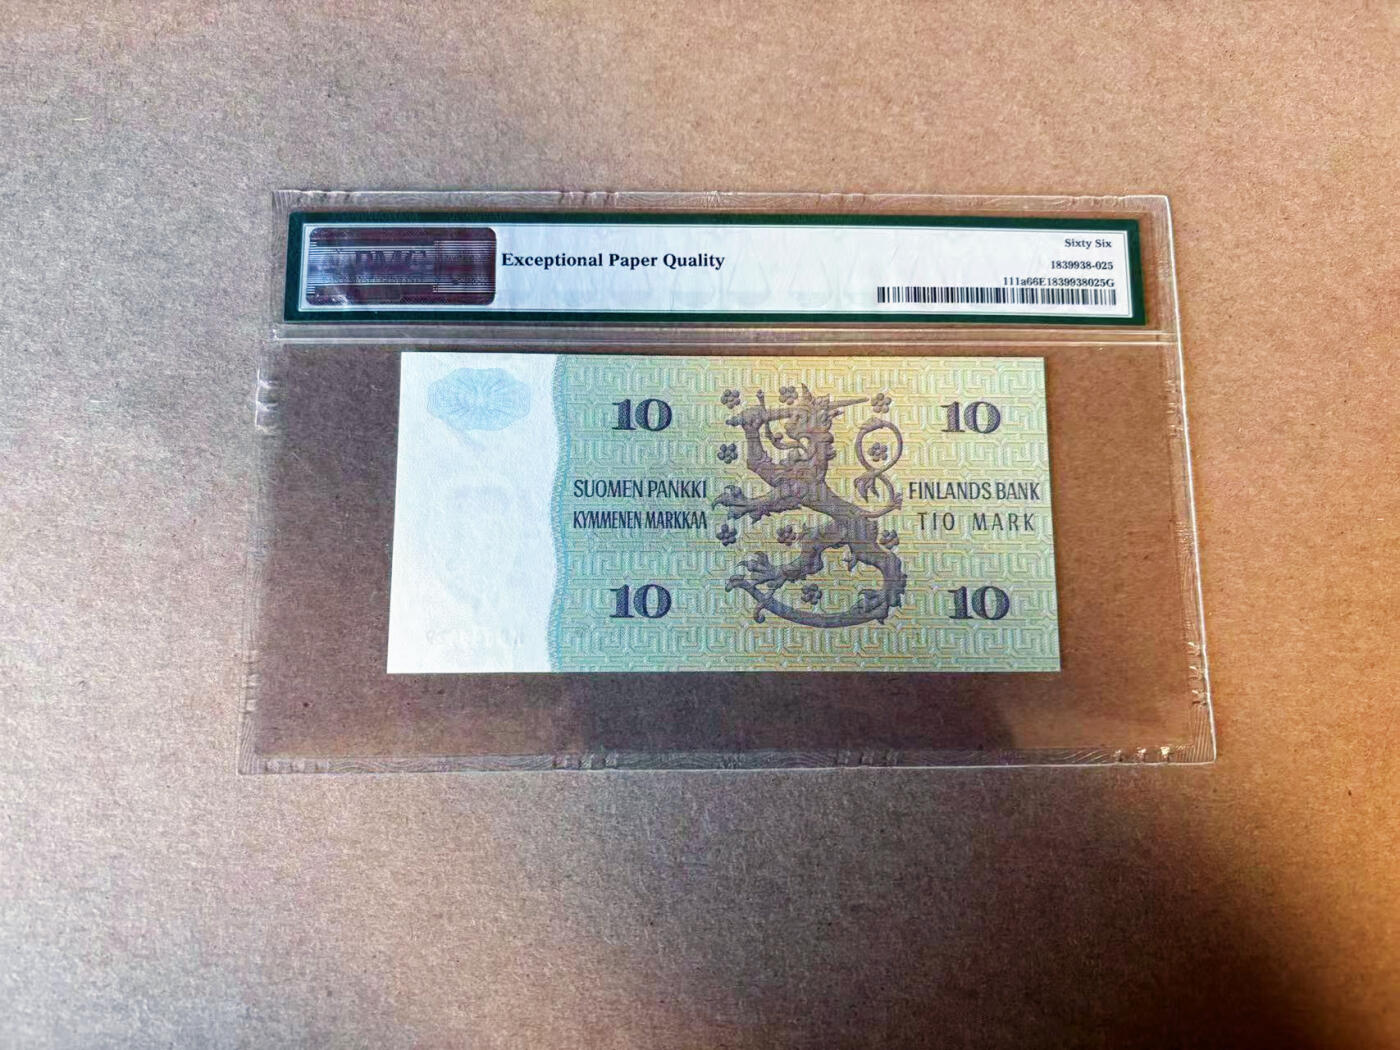 PMG
Exceptional Paper Quality
Sixty Six
1839938-025
111a66E1839938025G
10
10
SUOMEN PANKKI
KYMMENEN MARKKAA
FINLANDS BANK
TIO MARK
10
10